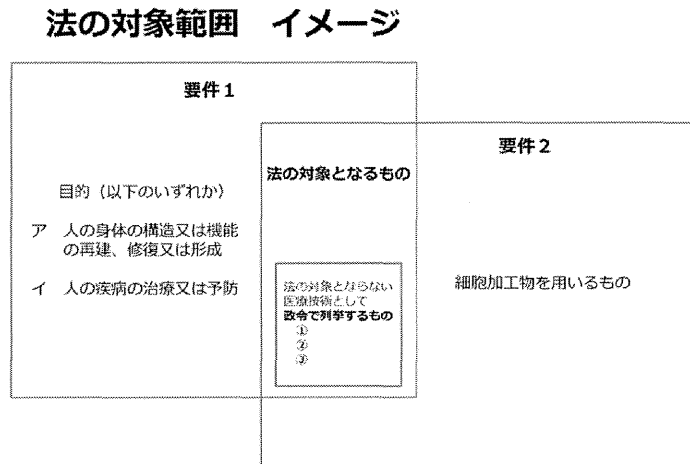 法の対象範囲　イメージ
要件１
要件２
法の対象となるもの
目的（以下のいずれか）
ア　人の身体の構造又は機能
の再建、修復又は形成
イ　人の疾病の治療又は予防
法の対象とならない
医療技術として
政令で列挙するもの
①
②
③
細胞加工物を用いるもの